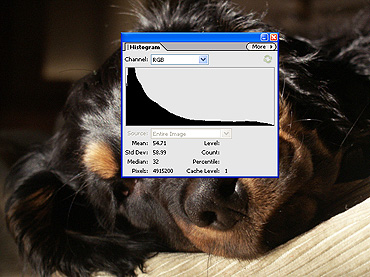 Histogram
More
Channel: RGB
Source: Entire Image
Mean: 54.71 Level:
Std Dev: 58.99 Count:
Median: 32 Percentile:
Pixels: 4915200 Cache Level: 1